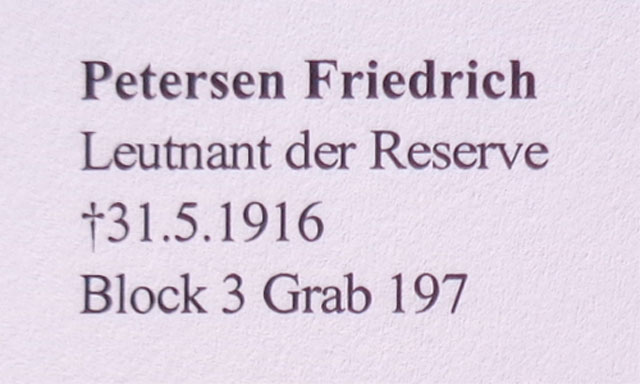 Petersen Friedrich
Leutnant der Reserve
†31.5.1916
Block 3 Grab 197